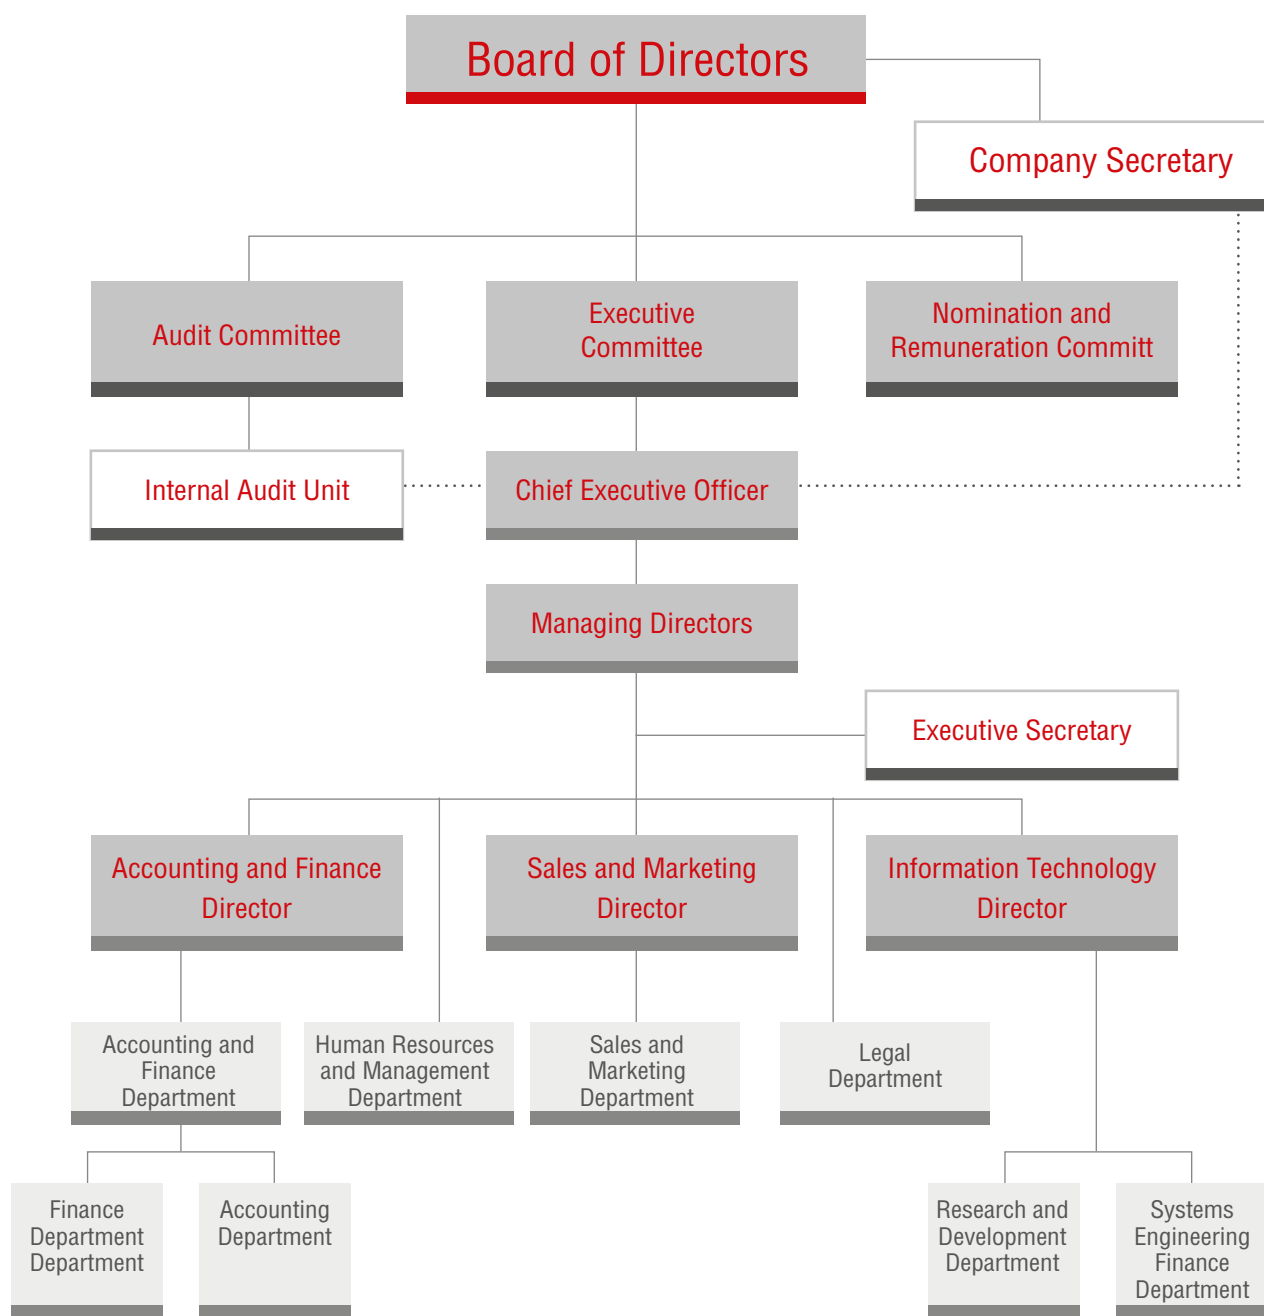 Board of Directors
Company Secretary
Audit Committee
Executive
Committee
Nomination and
Remuneration Committ
Internal Audit Unit
Chief Executive Officer
Managing Directors
Executive Secretary
Accounting and Finance
Director
Sales and Marketing
Director
Information Technology
Director
Accounting and
Finance
Department
Human Resources
and Management
Department
Sales and
Marketing
Department
Legal
Department
Finance
Department
Department
Accounting
Department
Research and
Development
Department
Systems
Engineering
Finance
Department